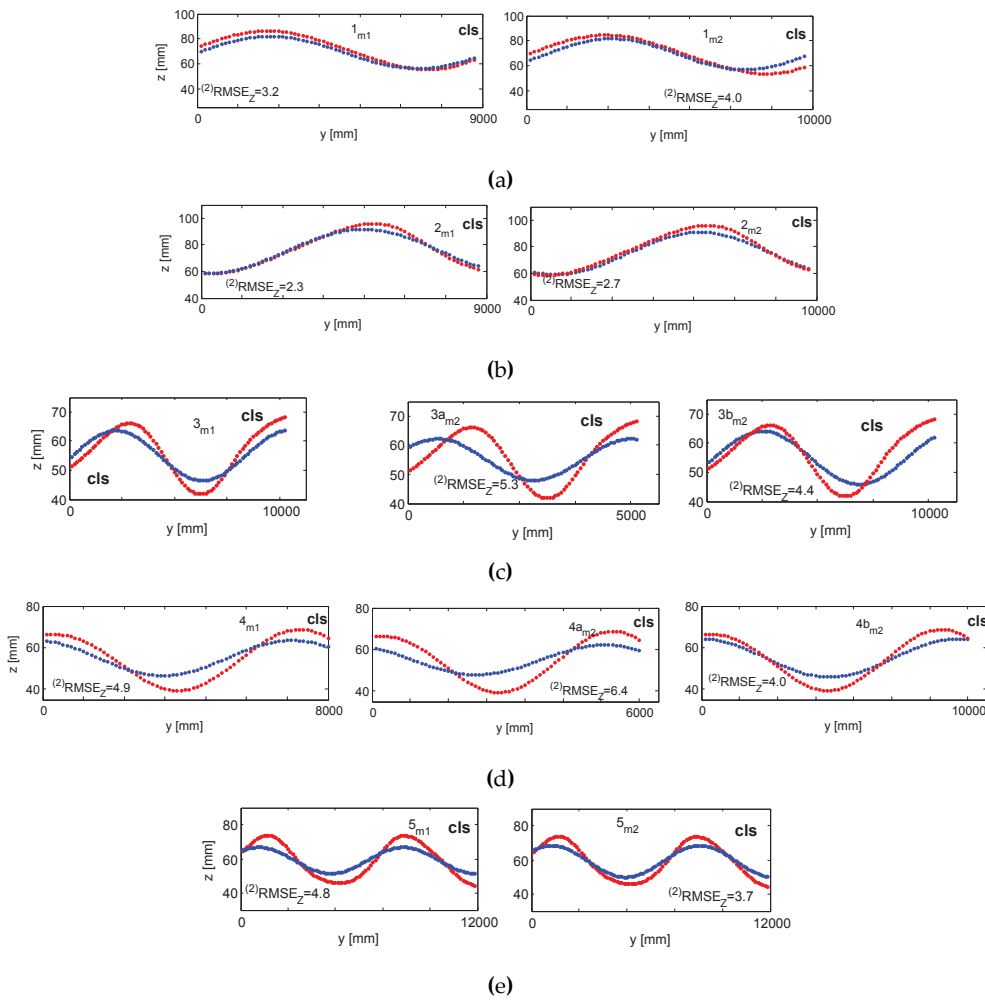 100
80
60
40
z [mm]
1m1
cls
(2)RMSEZ=3.2
0
9000
y [mm]
100
80
60
40
1m2
cls
(2)RMSEZ=4.0
0
10000
y [mm]
(a)
100
80
60
40
z [mm]
2m1
cls
(2)RMSEZ=2.3
0
9000
y [mm]
100
80
60
40
2m2
cls
(2)RMSEZ=2.7
0
10000
y [mm]
(b)
70
60
50
40
z [mm]
3m1
cls
cls
0
10000
y [mm]
70
60
50
40
3am2
cls
(2)RMSEZ=5.3
0
5000
y [mm]
70
60
50
40
3bm2
cls
(2)RMSEZ=4.4
0
10000
y [mm]
(c)
80
60
40
z [mm]
4m1
cls
(2)RMSEZ=4.9
0
8000
y [mm]
80
60
40
4am2
cls
(2)RMSEZ=6.4
0
6000
y [mm]
80
60
40
4bm2
cls
(2)RMSEZ=4.0
0
10000
y [mm]
(d)
80
60
40
z [mm]
5m1
cls
(2)RMSEZ=4.8
0
12000
y [mm]
80
60
40
5m2
cls
(2)RMSEZ=3.7
0
12000
y [mm]
(e)